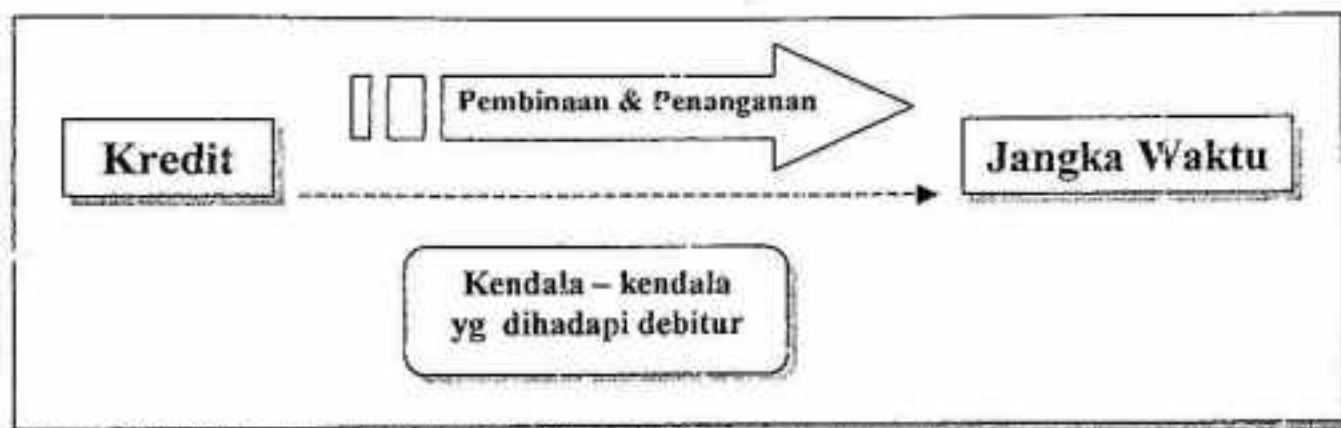 Pembinaan & Penanganan
Kredit
Jangka Waktu
Kendala – kendala
yg dihadapi debitur